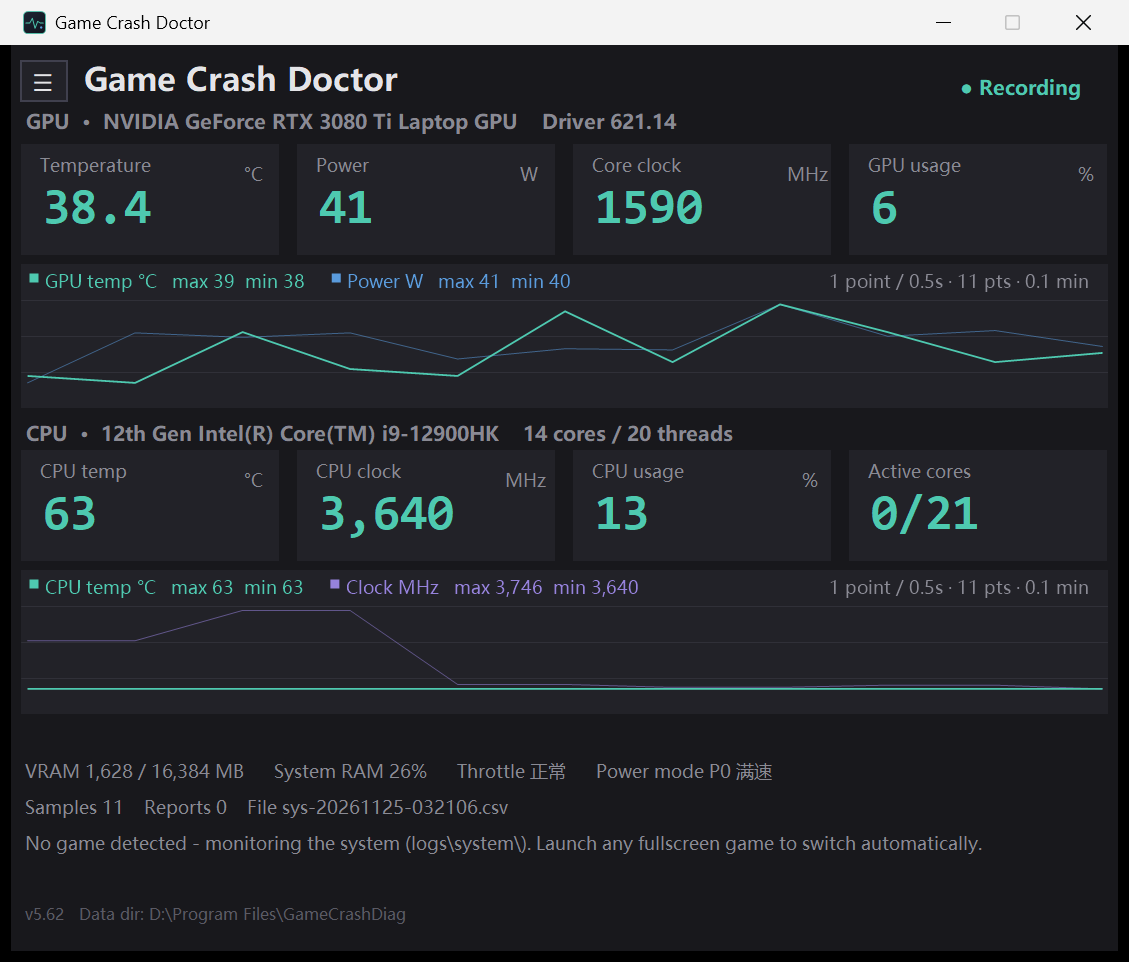 Game Crash Doctor
Game Crash Doctor
● Recording
GPU • NVIDIA GeForce RTX 3080 Ti Laptop GPU Driver 621.14
Temperature °C
38.4
Power W
41
Core clock MHz
1590
GPU usage %
6
GPU temp °C max 39 min 38 Power W max 41 min 40 1 point / 0.5s · 11 pts · 0.1 min
CPU • 12th Gen Intel(R) Core(TM) i9-12900HK 14 cores / 20 threads
CPU temp °C
63
CPU clock MHz
3,640
CPU usage %
13
Active cores
0/21
CPU temp °C max 63 min 63 Clock MHz max 3,746 min 3,640 1 point / 0.5s · 11 pts · 0.1 min
VRAM 1,628 / 16,384 MB System RAM 26% Throttle 正常 Power mode P0 满速
Samples 11 Reports 0 File sys-20261125-032106.csv
No game detected - monitoring the system (logs\system\). Launch any fullscreen game to switch automatically.
v5.62 Data dir: D:\Program Files\GameCrashDiag